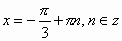 x = −π/3 + πn, n ∈ z